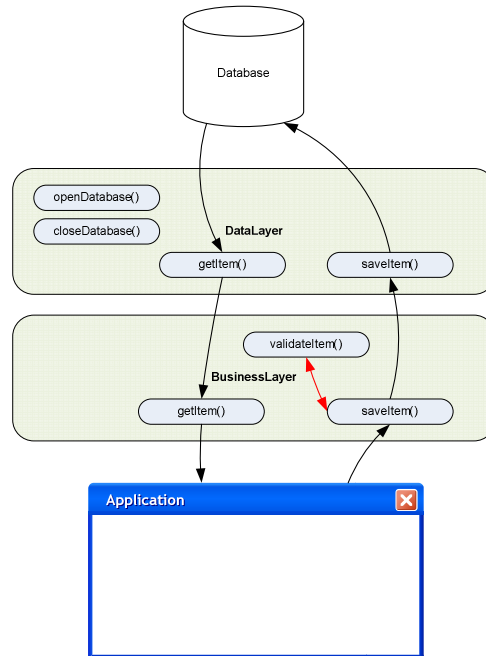 Database
openDatabase()
closeDatabase()
DataLayer
getItem()
saveItem()
validateItem()
BusinessLayer
getItem()
saveItem()
Application